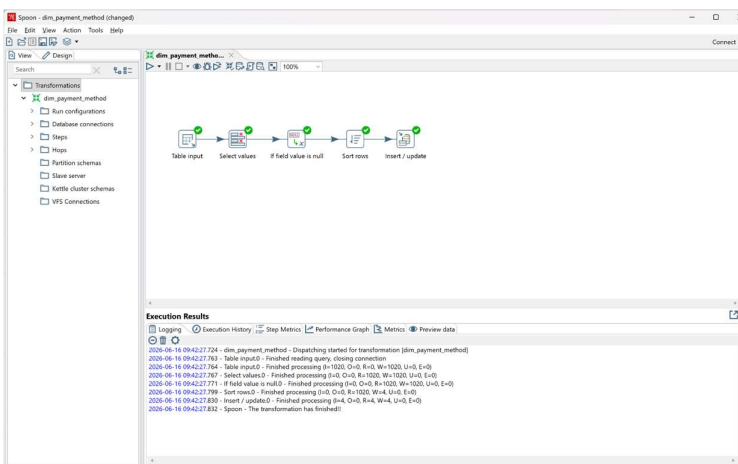 Spoon - dim_payment_method (changed)
File Edit View Action Tools Help
Connect
View Design
dim_payment_metho...
Search
100%
Transformations
dim_payment_method
Run configurations
Database connections
Steps
Hops
Partition schemas
Slave server
Kettle cluster schemas
VFS Connections
Table input Select values If field value is null Sort rows Insert / update
Execution Results
Logging Execution History Step Metrics Performance Graph Metrics Preview data
2026-06-16 09:42:27.724 - dim_payment_method - Dispatching started for transformation [dim_payment_method]
2026-06-16 09:42:27.763 - Table input.0 - Finished reading query, closing connection
2026-06-16 09:42:27.764 - Table input.0 - Finished processing (I=1020, O=0, R=0, W=1020, U=0, E=0)
2026-06-16 09:42:27.767 - Select values.0 - Finished processing (I=0, O=0, R=1020, W=1020, U=0, E=0)
2026-06-16 09:42:27.771 - If field value is null.0 - Finished processing (I=0, O=0, R=1020, W=1020, U=0, E=0)
2026-06-16 09:42:27.799 - Sort rows.0 - Finished processing (I=0, O=0, R=1020, W=4, U=0, E=0)
2026-06-16 09:42:27.830 - Insert / update.0 - Finished processing (I=4, O=0, R=4, W=4, U=0, E=0)
2026-06-16 09:42:27.832 - Spoon - The transformation has finished!!